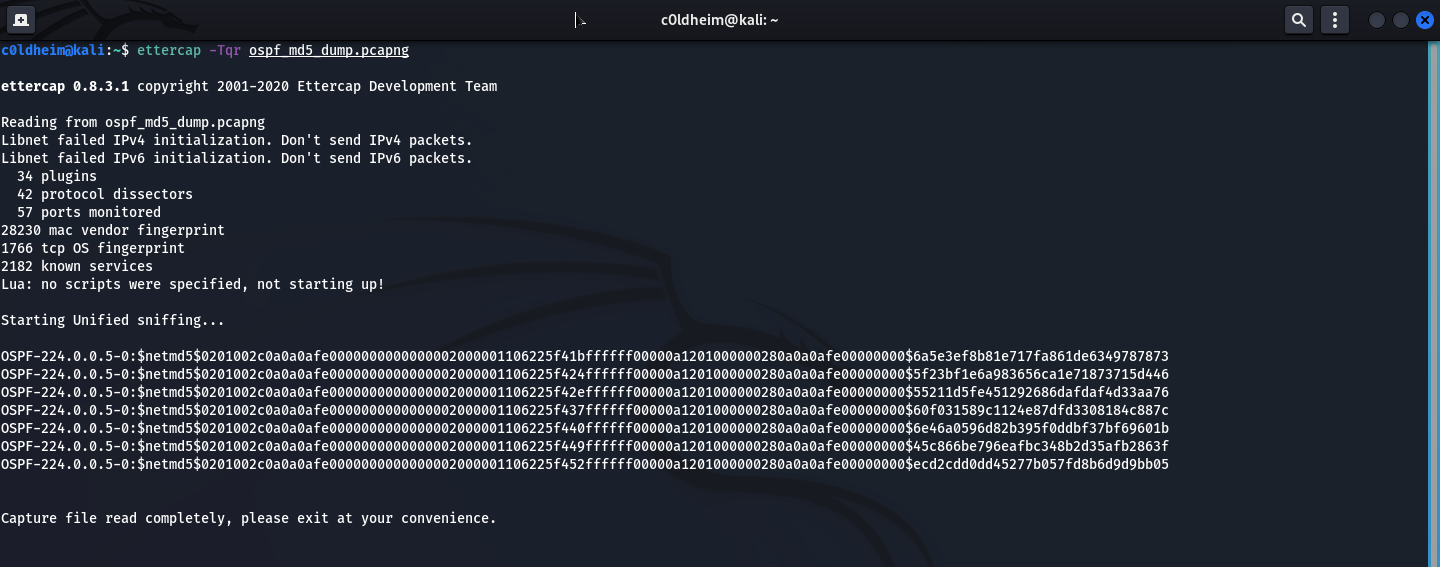 c0ldheim@kali: ~
c0ldheim@kali:~$ ettercap -Tqr ospf_md5_dump.pcapng
ettercap 0.8.3.1 copyright 2001-2020 Ettercap Development Team
Reading from ospf_md5_dump.pcapng
Libnet failed IPv4 initialization. Don't send IPv4 packets.
Libnet failed IPv6 initialization. Don't send IPv6 packets.
34 plugins
42 protocol dissectors
57 ports monitored
28230 mac vendor fingerprint
1766 tcp OS fingerprint
2182 known services
Lua: no scripts were specified, not starting up!
Starting Unified sniffing...
OSPF-224.0.0.5-0:$netmd5$0201002c0a0a0afe00000000000000002000001106225f41bffffff00000a1201000000280a0a0afe00000000$6a5e3ef8b81e717fa861de6349787873
OSPF-224.0.0.5-0:$netmd5$0201002c0a0a0afe00000000000000002000001106225f424ffffff00000a1201000000280a0a0afe00000000$5f23bf1e6a983656ca1e71873715d446
OSPF-224.0.0.5-0:$netmd5$0201002c0a0a0afe00000000000000002000001106225f42effffff00000a1201000000280a0a0afe00000000$55211d5fe451292686dafdaf4d33aa76
OSPF-224.0.0.5-0:$netmd5$0201002c0a0a0afe00000000000000002000001106225f437ffffff00000a1201000000280a0a0afe00000000$60f031589c1124e87dfd3308184c887c
OSPF-224.0.0.5-0:$netmd5$0201002c0a0a0afe00000000000000002000001106225f440ffffff00000a1201000000280a0a0afe00000000$6e46a0596d82b395f0ddbf37bf69601b
OSPF-224.0.0.5-0:$netmd5$0201002c0a0a0afe00000000000000002000001106225f449ffffff00000a1201000000280a0a0afe00000000$45c866be796eafbc348b2d35afb2863f
OSPF-224.0.0.5-0:$netmd5$0201002c0a0a0afe00000000000000002000001106225f452ffffff00000a1201000000280a0a0afe00000000$ecd2cdd0dd45277b057fd8b6d9d9bb05
Capture file read completely, please exit at your convenience.